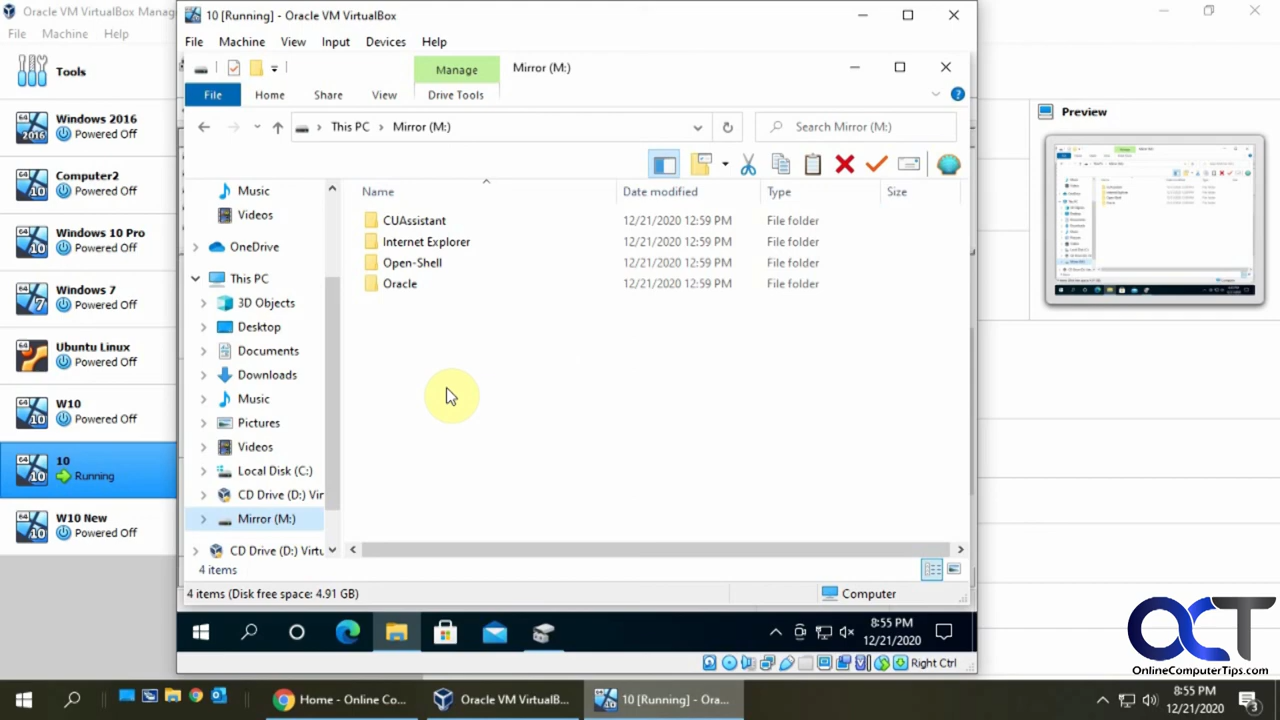 Oracle VM VirtualBox Manag
File Machine Help
Tools
Windows 2016
Powered Off
Computer2
Powered Off
Windows 10 Pro
Powered Off
Windows 7
Powered Off
Ubuntu Linux
Powered Off
W10
Powered Off
10
Running
W10 New
Powered Off
10 [Running] - Oracle VM VirtualBox
File Machine View Input Devices Help
Manage Mirror (M:)
File Home Share View Drive Tools
This PC Mirror (M:) Search Mirror (M:)
Name Date modified Type Size
CUAssistant 12/21/2020 12:59 PM File folder
Internet Explorer 12/21/2020 12:59 PM File folder
Open-Shell 12/21/2020 12:59 PM File folder
Oracle 12/21/2020 12:59 PM File folder
Music
Videos
OneDrive
This PC
3D Objects
Desktop
Documents
Downloads
Music
Pictures
Videos
Local Disk (C:)
CD Drive (D:) Vir
Mirror (M:)
CD Drive (D:) Virtu
4 items
4 items (Disk free space: 4.91 GB) Computer
8:55 PM
12/21/2020
Right Ctrl
Preview
OCT
OnlineComputerTips.com
Home - Online Co...
Oracle VM VirtualB...
10 [Running] - Ora...
8:55 PM
12/21/2020
3